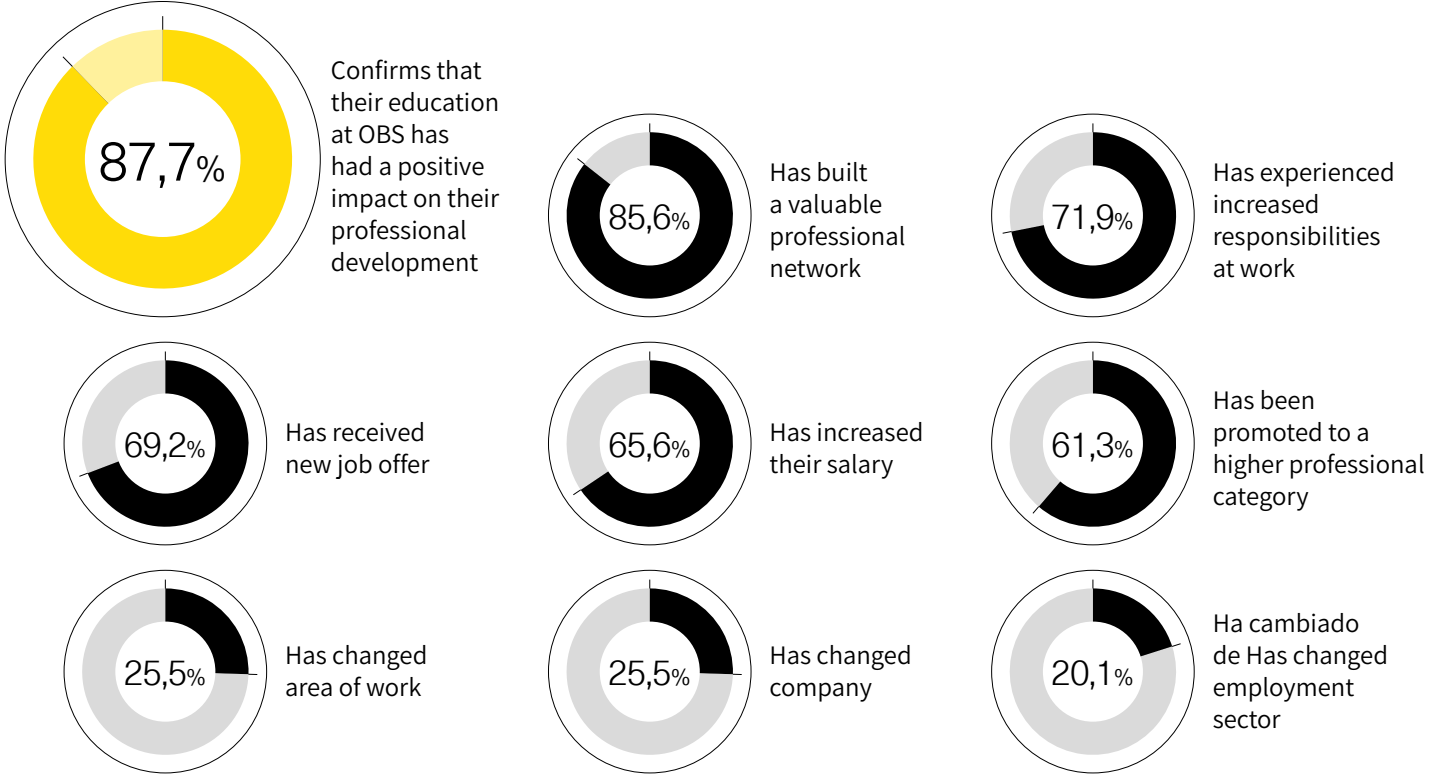 87,7%
Confirms that
their education
at OBS has
had a positive
impact on their
professional
development
85,6%
Has built
a valuable
professional
network
71,9%
Has experienced
increased
responsibilities
at work
69,2%
Has received
new job offer
65,6%
Has increased
their salary
61,3%
Has been
promoted to a
higher professional
category
25,5%
Has changed
area of work
25,5%
Has changed
company
20,1%
Ha cambiado
de Has changed
employment
sector